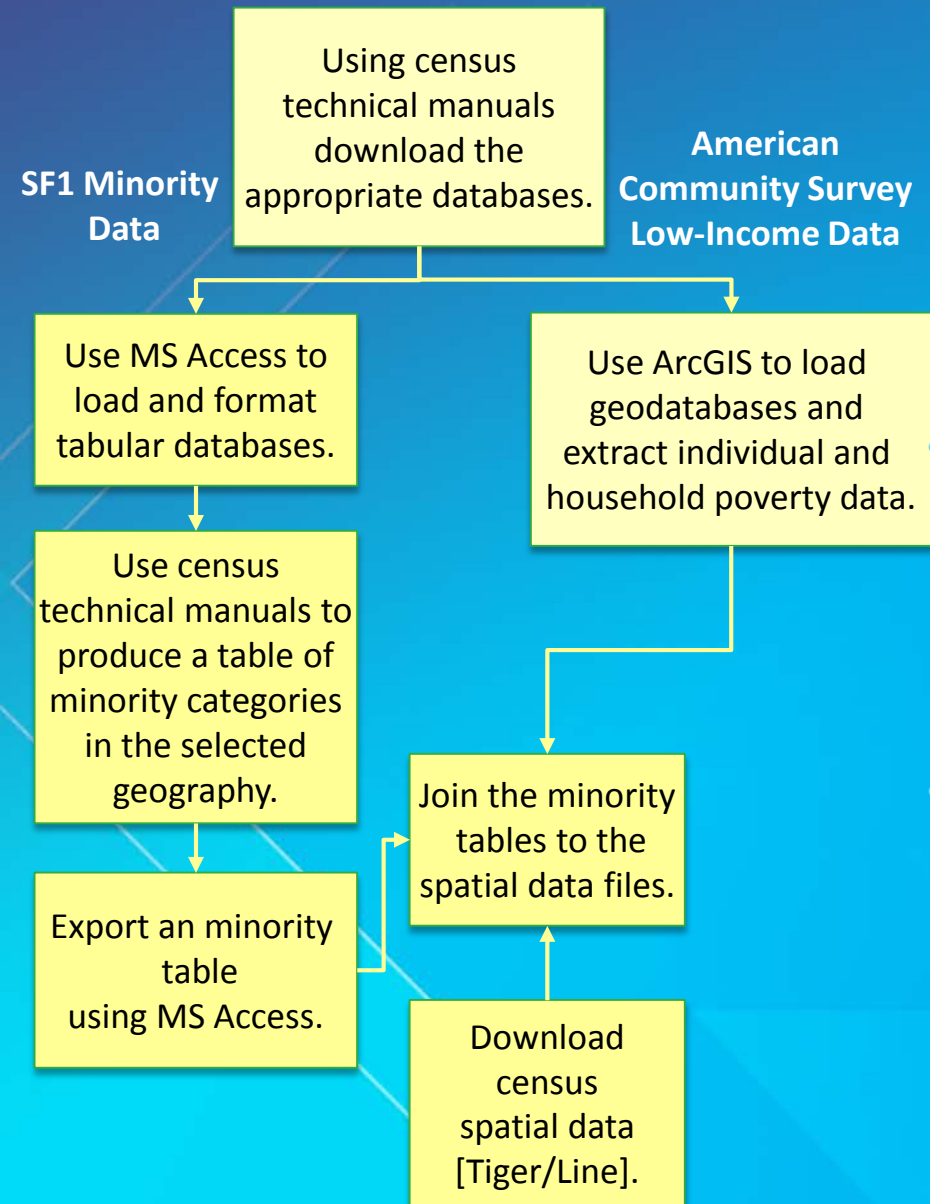 Using census
technical manuals
download the
appropriate databases.
SF1 Minority
Data
American
Community Survey
Low-Income Data
Use MS Access to
load and format
tabular databases.
Use ArcGIS to load
geodatabases and
extract individual and
household poverty data.
Use census
technical manuals to
produce a table of
minority categories
in the selected
geography.
Join the minority
tables to the
spatial data files.
Export an minority
table
using MS Access.
Download
census
spatial data
[Tiger/Line].